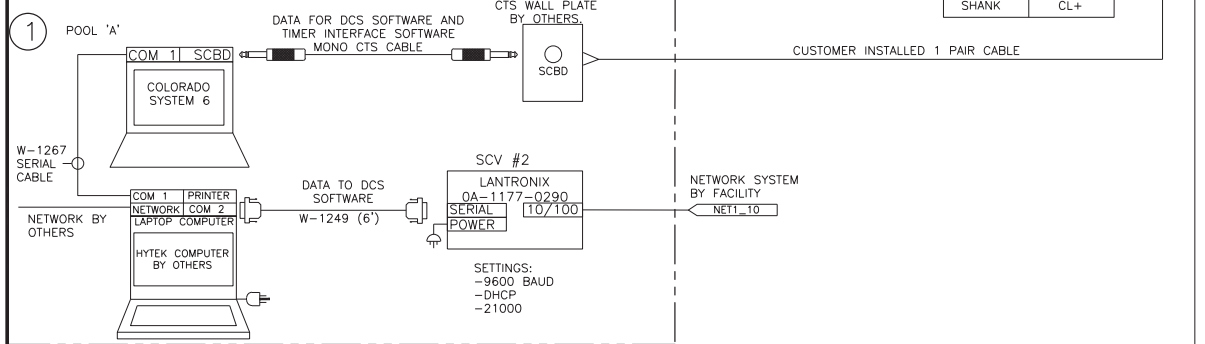 1
POOL 'A'
DATA FOR DCS SOFTWARE AND
TIMER INTERFACE SOFTWARE
MONO CTS CABLE
CTS WALL PLATE
BY OTHERS.
SHANK CL+
COM 1 SCBD
SCBD
CUSTOMER INSTALLED 1 PAIR CABLE
COLORADO
SYSTEM 6
W-1267
SERIAL
CABLE
COM 1 PRINTER
NETWORK COM 2
LAPTOP COMPUTER
NETWORK BY
OTHERS
HYTEK COMPUTER
BY OTHERS
DATA TO DCS
SOFTWARE
W-1249 (6')
SCV #2
LANTRONIX
0A-1177-0290
SERIAL 10/100
POWER
NETWORK SYSTEM
BY FACILITY
NET1_10
SETTINGS:
-9600 BAUD
-DHCP
-21000